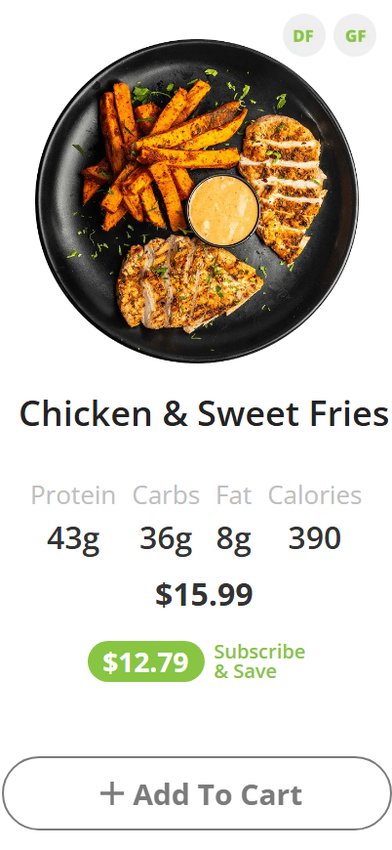 DF GF
Chicken & Sweet Fries
Protein Carbs Fat Calories
43g 36g 8g 390
$15.99
$12.79 Subscribe
& Save
+ Add To Cart